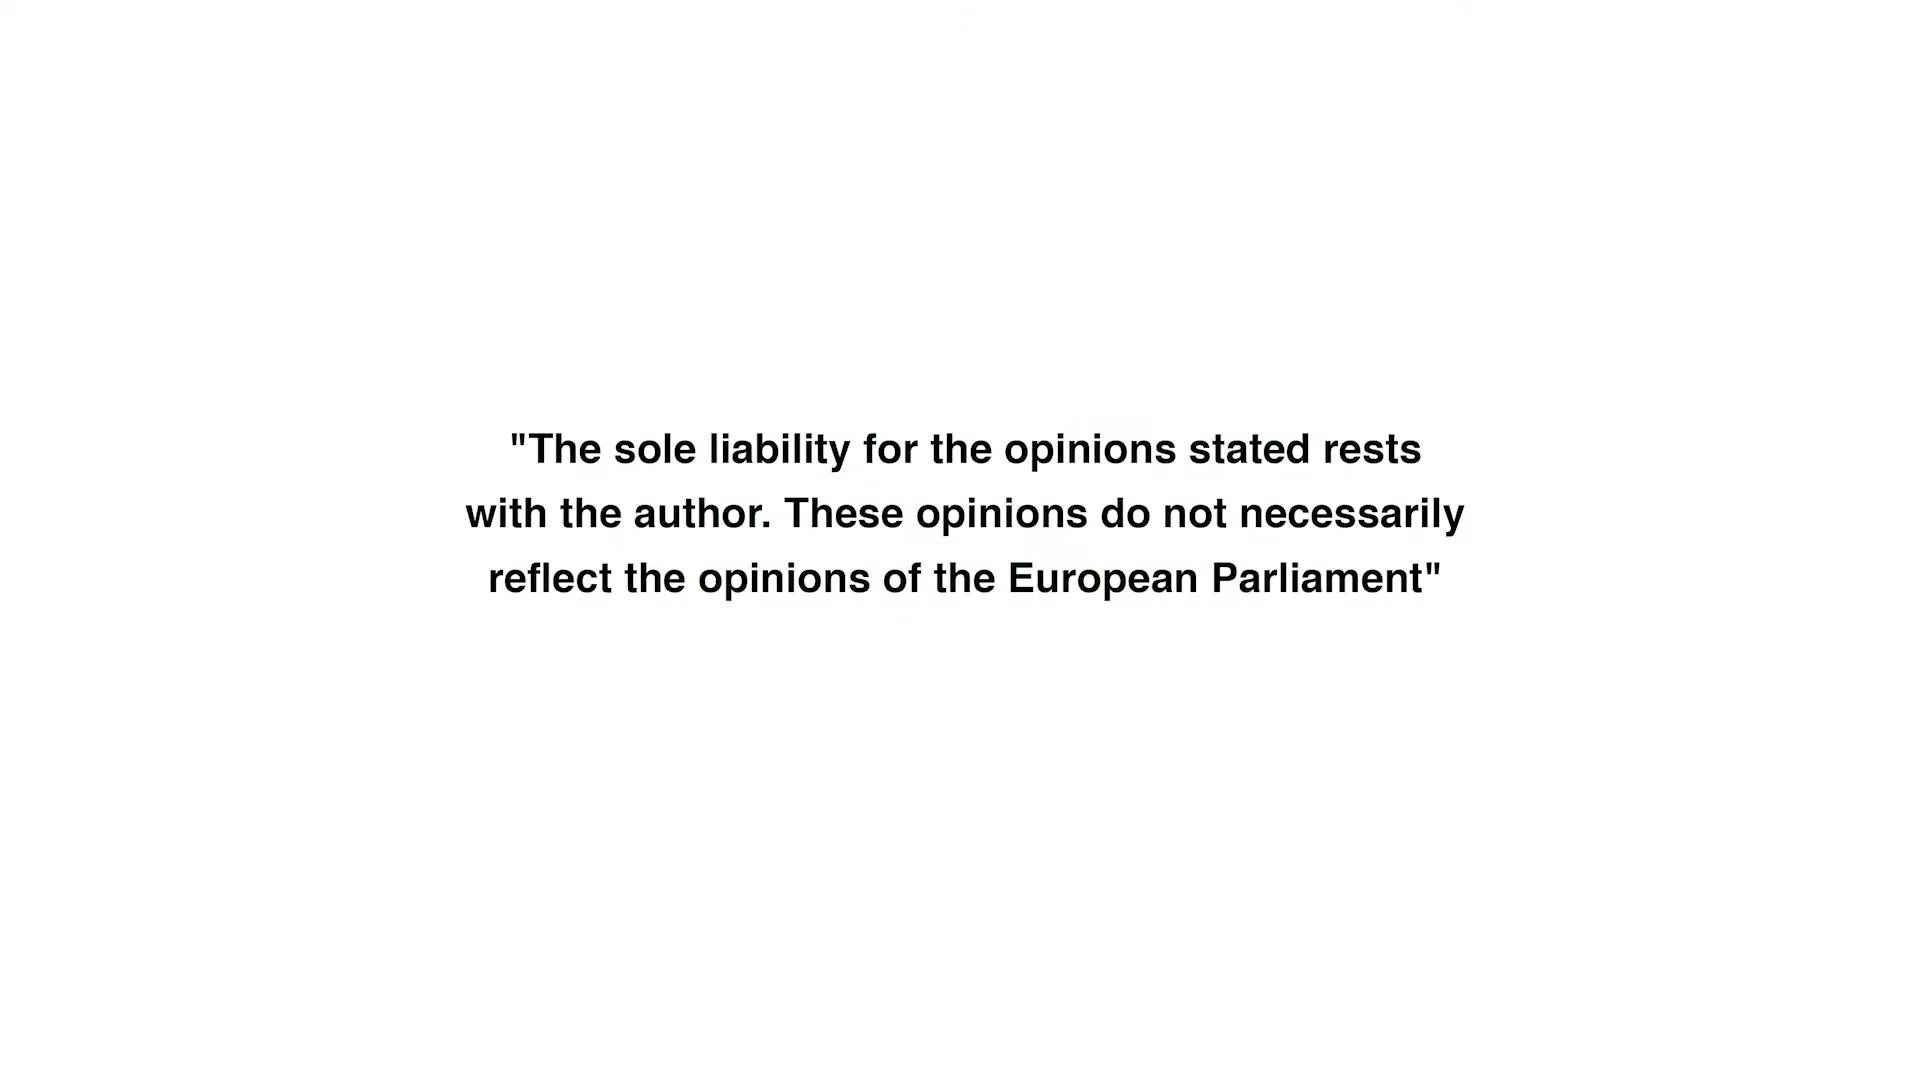 "The sole liability for the opinions stated rests
with the author. These opinions do not necessarily
reflect the opinions of the European Parliament"